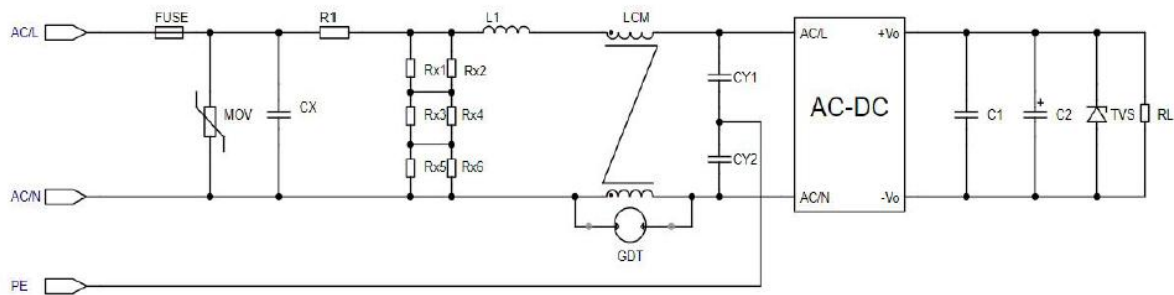 FUSE
R1
L1
LCM
AC/L
AC/L
+Vo
Rx1
Rx2
CY1
MOV
CX
Rx3
Rx4
AC-DC
C1
+
C2
TVS
RL
Rx5
Rx6
CY2
AC/N
AC/N
-Vo
GDT
PE